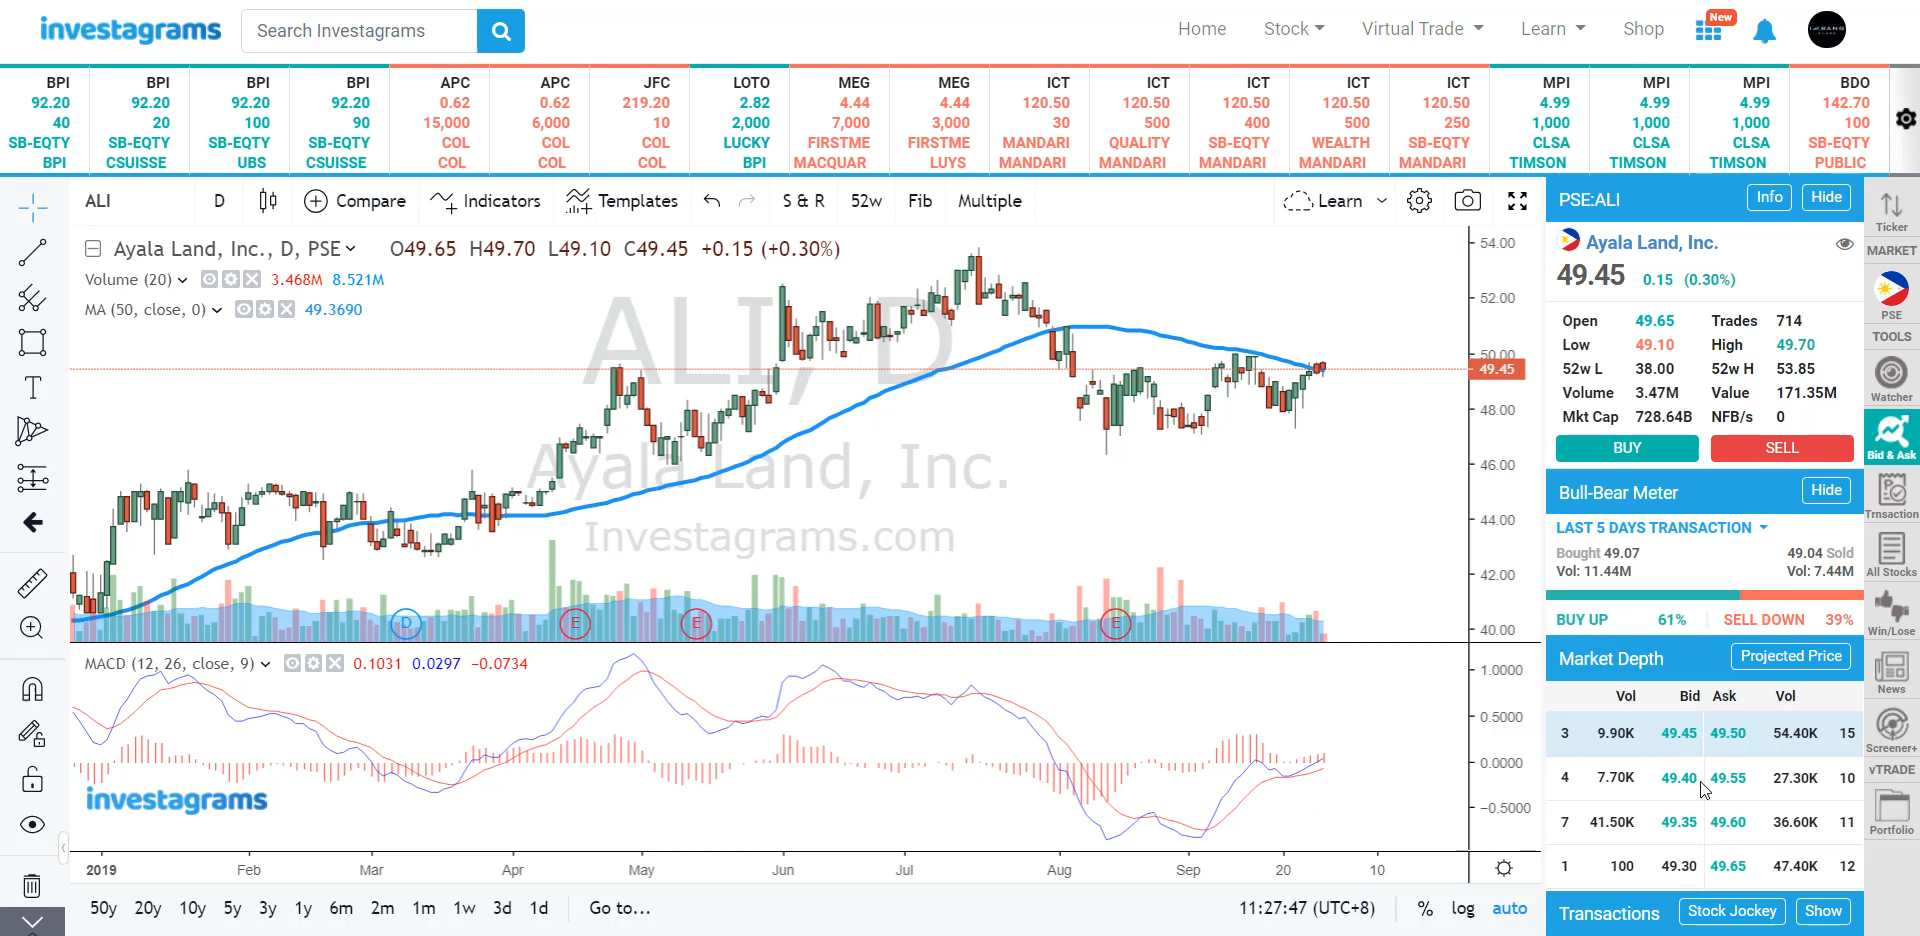 investagrams
Search Investagrams
Home
Stock
Virtual Trade
Learn
Shop
New
BPI BPI BPI BPI APC APC JFC LOTO MEG MEG ICT ICT ICT ICT ICT MPI MPI MPI BDO
92.20 92.20 92.20 92.20 0.62 0.62 219.20 2.82 4.44 4.44 120.50 120.50 120.50 120.50 120.50 4.99 4.99 4.99 142.70
40 20 100 90 15,000 6,000 10 2,000 7,000 3,000 30 500 400 500 250 1,000 1,000 1,000 100
SB-EQTY SB-EQTY SB-EQTY SB-EQTY COL COL COL LUCKY FIRSTME FIRSTME MANDARI QUALITY SB-EQTY WEALTH SB-EQTY CLSA CLSA CLSA SB-EQTY
BPI CSUISSE UBS CSUISSE COL COL COL BPI MACQUAR LUYS MANDARI MANDARI MANDARI MANDARI MANDARI TIMSON TIMSON TIMSON PUBLIC
ALI D Compare Indicators Templates S & R 52w Fib Multiple Learn
Ayala Land, Inc., D, PSE O49.65 H49.70 L49.10 C49.45 +0.15 (+0.30%)
Volume (20) 3.468M 8.521M
MA (50, close, 0) 49.3690
ALI, D
Ayala Land, Inc.
Investagrams.com
54.00
52.00
50.00
49.45
48.00
46.00
44.00
42.00
40.00
D E E E
MACD (12, 26, close, 9) 0.1031 0.0297 −0.0734
1.0000
0.5000
0.0000
−0.5000
investagrams
2019 Feb Mar Apr May Jun Jul Aug Sep 20 10
50y 20y 10y 5y 3y 1y 6m 2m 1m 1w 3d 1d Go to... 11:27:47 (UTC+8) % log auto
PSE:ALI Info Hide
Ayala Land, Inc.
49.45 0.15 (0.30%)
Open 49.65 Trades 714
Low 49.10 High 49.70
52w L 38.00 52w H 53.85
Volume 3.47M Value 171.35M
Mkt Cap 728.64B NFB/s 0
BUY SELL
Bull-Bear Meter Hide
LAST 5 DAYS TRANSACTION
Bought 49.07 49.04 Sold
Vol: 11.44M Vol: 7.44M
BUY UP 61% SELL DOWN 39%
Market Depth Projected Price
Vol Bid Ask Vol
3 9.90K 49.45 49.50 54.40K 15
4 7.70K 49.40 49.55 27.30K 10
7 41.50K 49.35 49.60 36.60K 11
1 100 49.30 49.65 47.40K 12
Transactions Stock Jockey Show
Ticker
MARKET
PSE
TOOLS
Watcher
Bid & Ask
Trnsaction
All Stocks
Win/Lose
News
Screener+
vTRADE
Portfolio